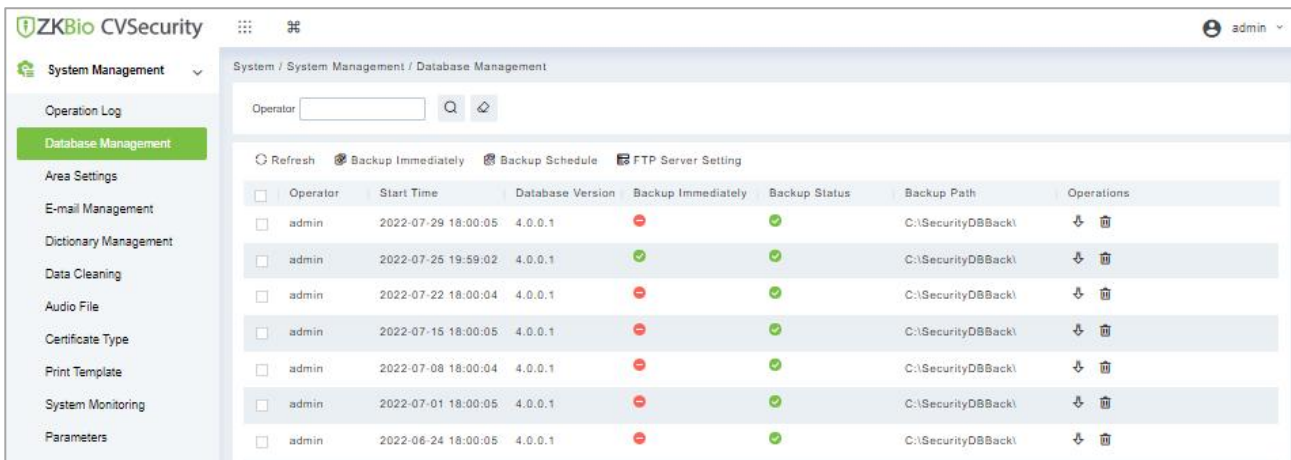 ZKBio CVSecurity
admin
System Management
System / System Management / Database Management
Operation Log
Operator
Database Management
Refresh Backup Immediately Backup Schedule FTP Server Setting
Area Settings
Operator Start Time Database Version Backup Immediately Backup Status Backup Path Operations
E-mail Management
admin 2022-07-29 18:00:05 4.0.0.1 C:\SecurityDBBack\
Dictionary Management
admin 2022-07-25 19:59:02 4.0.0.1 C:\SecurityDBBack\
Data Cleaning
admin 2022-07-22 18:00:04 4.0.0.1 C:\SecurityDBBack\
Audio File
admin 2022-07-15 18:00:05 4.0.0.1 C:\SecurityDBBack\
Certificate Type
admin 2022-07-08 18:00:04 4.0.0.1 C:\SecurityDBBack\
Print Template
admin 2022-07-01 18:00:05 4.0.0.1 C:\SecurityDBBack\
System Monitoring
admin 2022-06-24 18:00:05 4.0.0.1 C:\SecurityDBBack\
Parameters